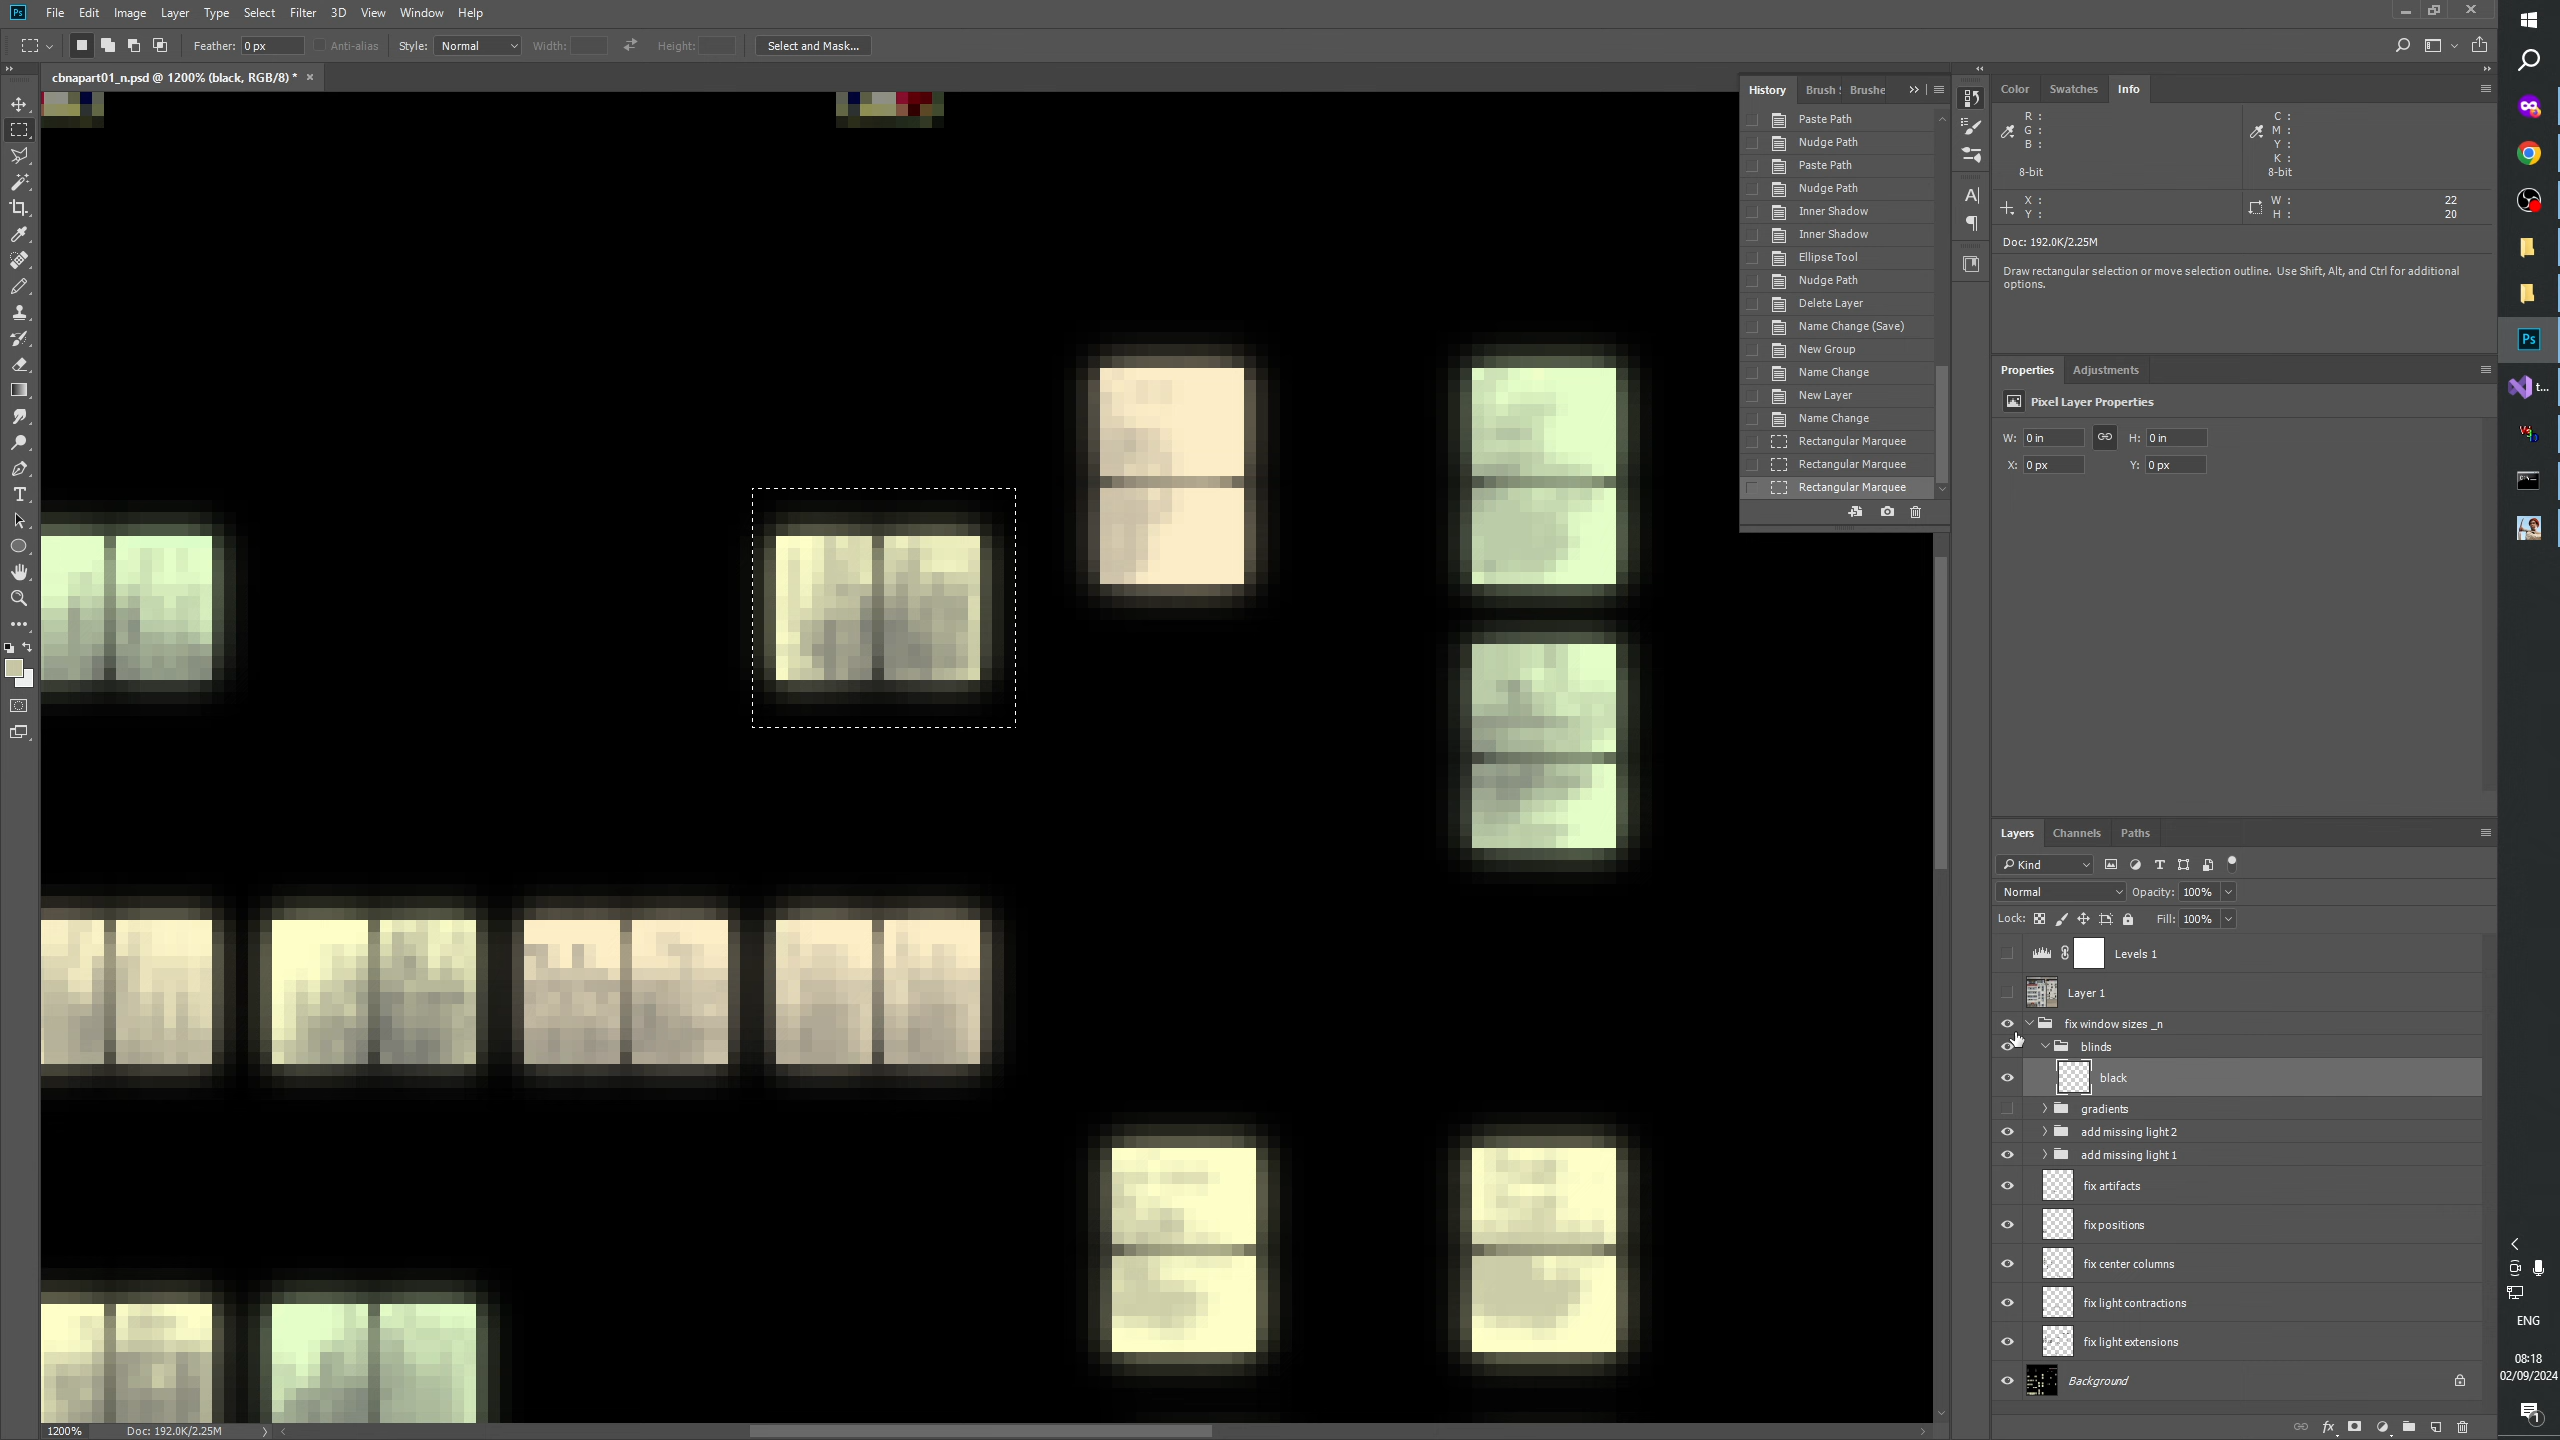 Ps File Edit Image Layer Type Select Filter 3D View Window Help
Feather: 0 px Anti-alias Style: Normal Width: Height: Select and Mask...
cbnapart01_n.psd @ 1200% (black, RGB/8) *
History Brush Brushe
Paste Path
Nudge Path
Paste Path
Nudge Path
Inner Shadow
Inner Shadow
Ellipse Tool
Nudge Path
Delete Layer
Name Change (Save)
New Group
Name Change
New Layer
Name Change
Rectangular Marquee
Rectangular Marquee
Rectangular Marquee
Color Swatches Info
R : C :
G : M :
B : Y :
K :
8-bit 8-bit
X : W : 22
Y : H : 20
Doc: 192.0K/2.25M
Draw rectangular selection or move selection outline. Use Shift, Alt, and Ctrl for additional
options.
Properties Adjustments
Pixel Layer Properties
W: 0 in H: 0 in
X: 0 px Y: 0 px
Layers Channels Paths
Kind
Normal Opacity: 100%
Lock: Fill: 100%
Levels 1
Layer 1
fix window sizes _n
blinds
black
gradients
add missing light 2
add missing light 1
fix artifacts
fix positions
fix center columns
fix light contractions
fix light extensions
Background
1200% Doc: 192.0K/2.25M
Ps
t...
ENG
08:18
02/09/2024
1